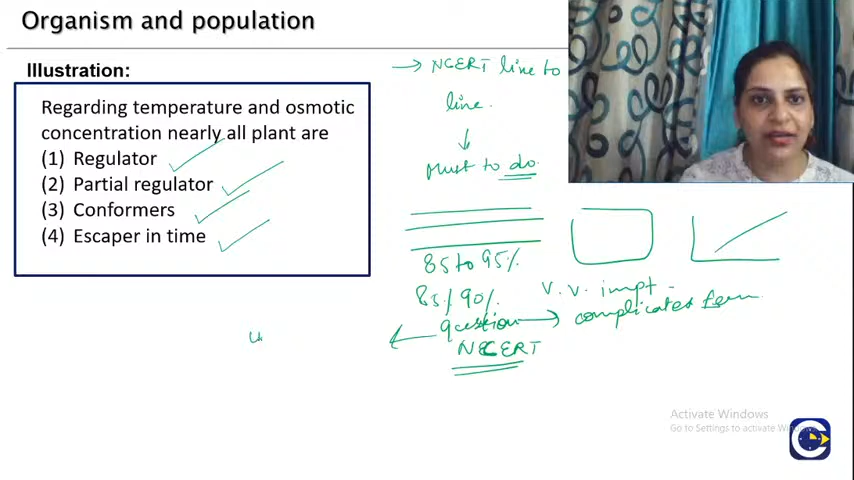 Organism and population
Illustration:
Regarding temperature and osmotic
concentration nearly all plant are
(1) Regulator
(2) Partial regulator
(3) Conformers
(4) Escaper in time
→ NCERT line to
line.
Must to do.
85 to 95%
85/90%
V.V. impt -
question
complicated form
NCERT
Activate Windows
Go to Settings to activate Windows.